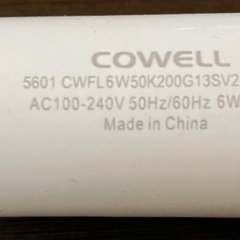 COWELL
5601 CWFL6W50K200G13SV2
AC100-240V 50Hz/60Hz 6W
Made in China